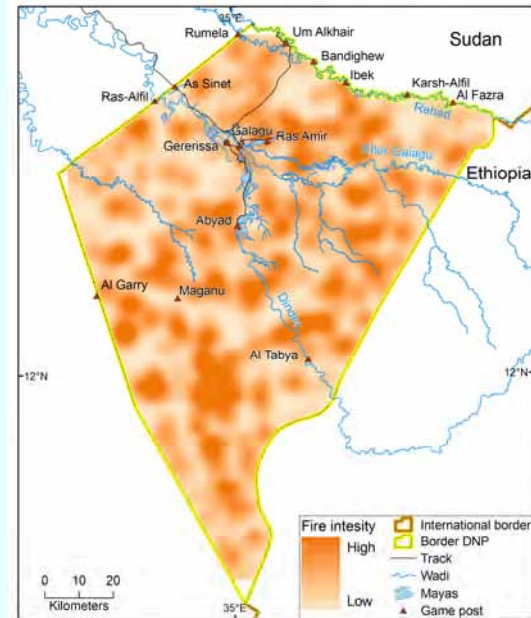 35°E
Rumela
Um Alkhair
Sudan
Bandighew
Ibek
As Sinet
Karsh-Alfil
Ras-Alfil
Al Fazra
Rahad
Galagu
Ras Amir
Gererissa
Khor Galagu
Ethiopia
Abyad
Al Garry
Maganu
Dinder
Al Tabya
12°N
12°N
Fire intesity
High
Low
International border
Border DNP
Track
Wadi
Mayas
Game post
0 10 20
Kilometers
35°E